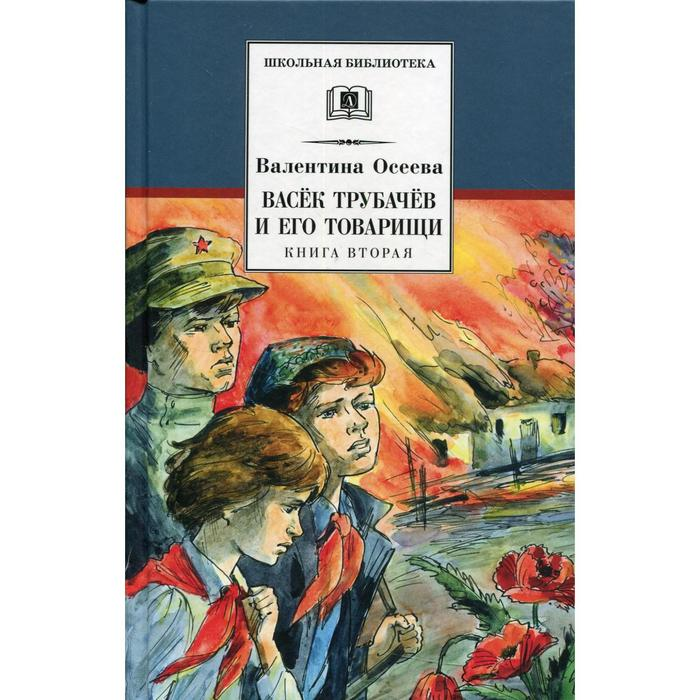 ШКОЛЬНАЯ БИБЛИОТЕКА
Валентина Осеева
ВАСЁК ТРУБАЧЁВ
И ЕГО ТОВАРИЩИ
КНИГА ВТОРАЯ